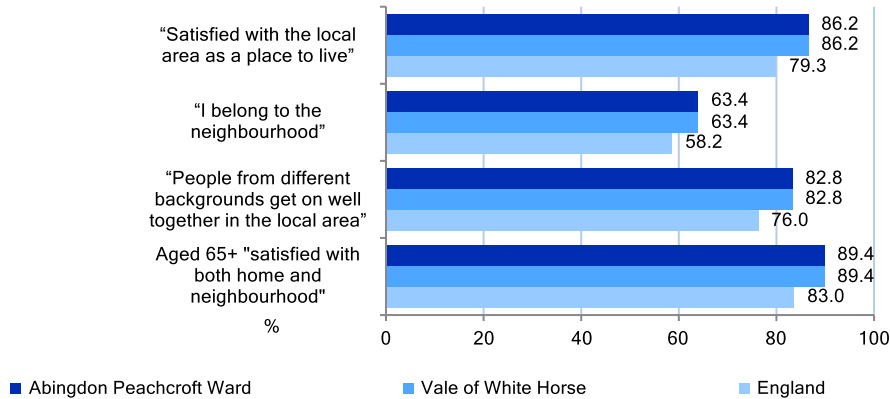 “Satisfied with the local
area as a place to live”
86.2
86.2
79.3
“I belong to the
neighbourhood”
63.4
63.4
58.2
“People from different
backgrounds get on well
together in the local area”
82.8
82.8
76.0
Aged 65+ "satisfied with
both home and
neighbourhood"
89.4
89.4
83.0
%
0 20 40 60 80 100
Abingdon Peachcroft Ward Vale of White Horse England